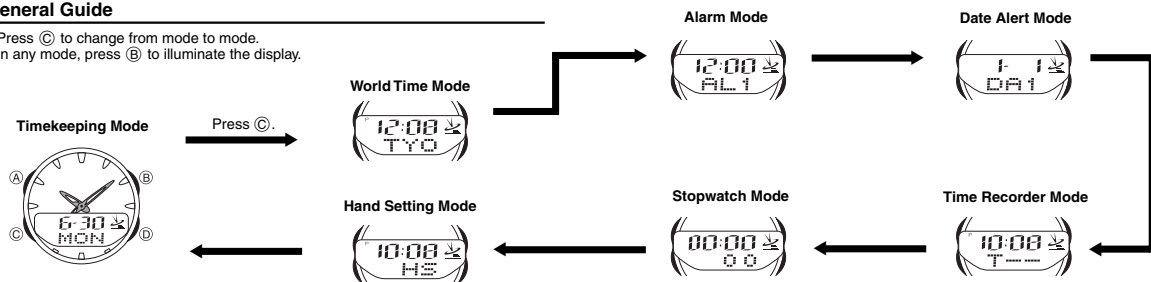 eneral Guide
Press Ⓒ to change from mode to mode.
n any mode, press Ⓑ to illuminate the display.
Timekeeping Mode
Ⓐ
Ⓑ
Ⓒ
Ⓓ
6-30
MON
Press Ⓒ.
World Time Mode
P 12:08
TYO
Alarm Mode
12:00
AL1
Date Alert Mode
1- 1
DA1
Time Recorder Mode
P 10:08
T--
Stopwatch Mode
00:00
00
Hand Setting Mode
P 10:08
HS